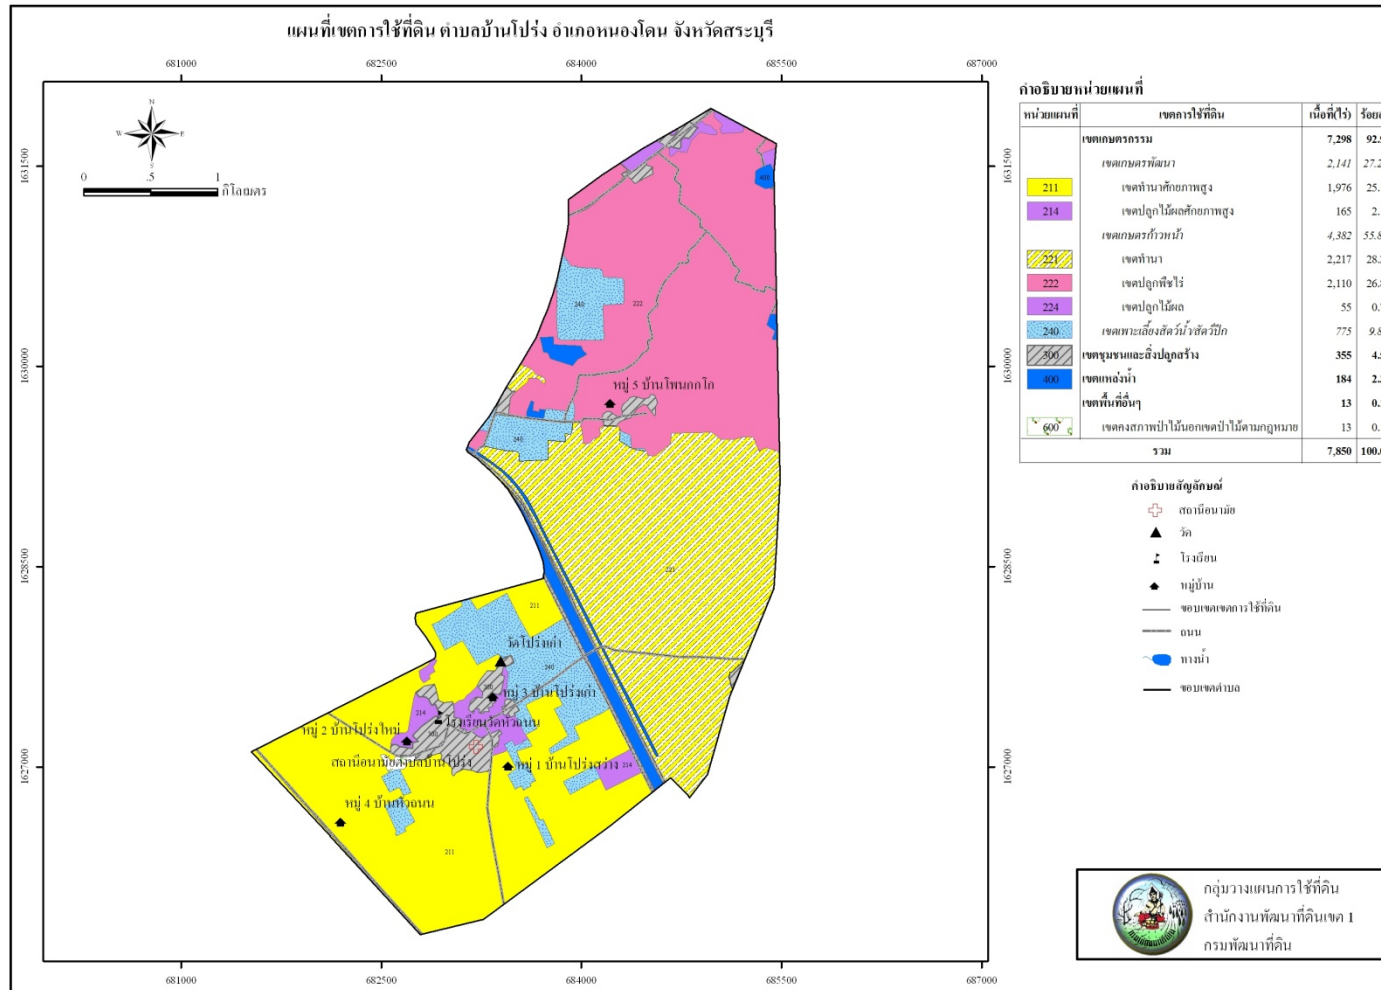 แผนที่เขตการใช้ที่ดิน ตำบลบ้านโปร่ง อำเภอหนองโดน จังหวัดสระบุรี
681000 682500 684000 685500 687000
คำอธิบายหน่วยแผนที่
หน่วยแผนที่ เขตการใช้ที่ดิน เนื้อที่(ไร่)
เขตเกษตรกรรม 7,298
เขตเกษตรพัฒนา 2,141
211 เขตทำนาศักยภาพสูง 1,976
214 เขตปลูกไม้ผลศักยภาพสูง 165
เขตเกษตรก้าวหน้า 4,382
221 เขตทำนา 2,217
222 เขตปลูกพืชไร่ 2,110
224 เขตปลูกไม้ผล 55
240 เขตเพาะเลี้ยงสัตว์น้ำ/สัตว์ปีก 775
300 เขตชุมชนและสิ่งปลูกสร้าง 355
400 เขตแหล่งน้ำ 184
เขตพื้นที่อื่นๆ 13
600 เขตคงสภาพป่าไม้นอกเขตป่าไม้ตามกฎหมาย 13
รวม 7,850
คำอธิบายสัญลักษณ์
สถานีอนามัย
วัด
โรงเรียน
หมู่บ้าน
ขอบเขตเขตการใช้ที่ดิน
ถนน
ทางน้ำ
ขอบเขตตำบล
N
W E
S
0 .5 1
กิโลเมตร
1631500 1631500
400
240 222
1630000 1630000
หมู่ 5 บ้านโพนกกโก
240
1628500 1628500
221
211
วัดโปร่งเก่า
240
300
หมู่ 3 บ้านโปร่งเก่า
214
โรงเรียนวัดหัวถนน
หมู่ 2 บ้านโปร่งใหม่
300
สถานีอนามัยตำบลบ้านโปร่ง
หมู่ 1 บ้านโปร่งสว่าง
214
1627000 1627000
หมู่ 4 บ้านหัวถนน
211
681000 682500 684000 685500 687000
กลุ่มวางแผนการใช้ที่ดิน
สำนักงานพัฒนาที่ดินเขต 1
กรมพัฒนาที่ดิน